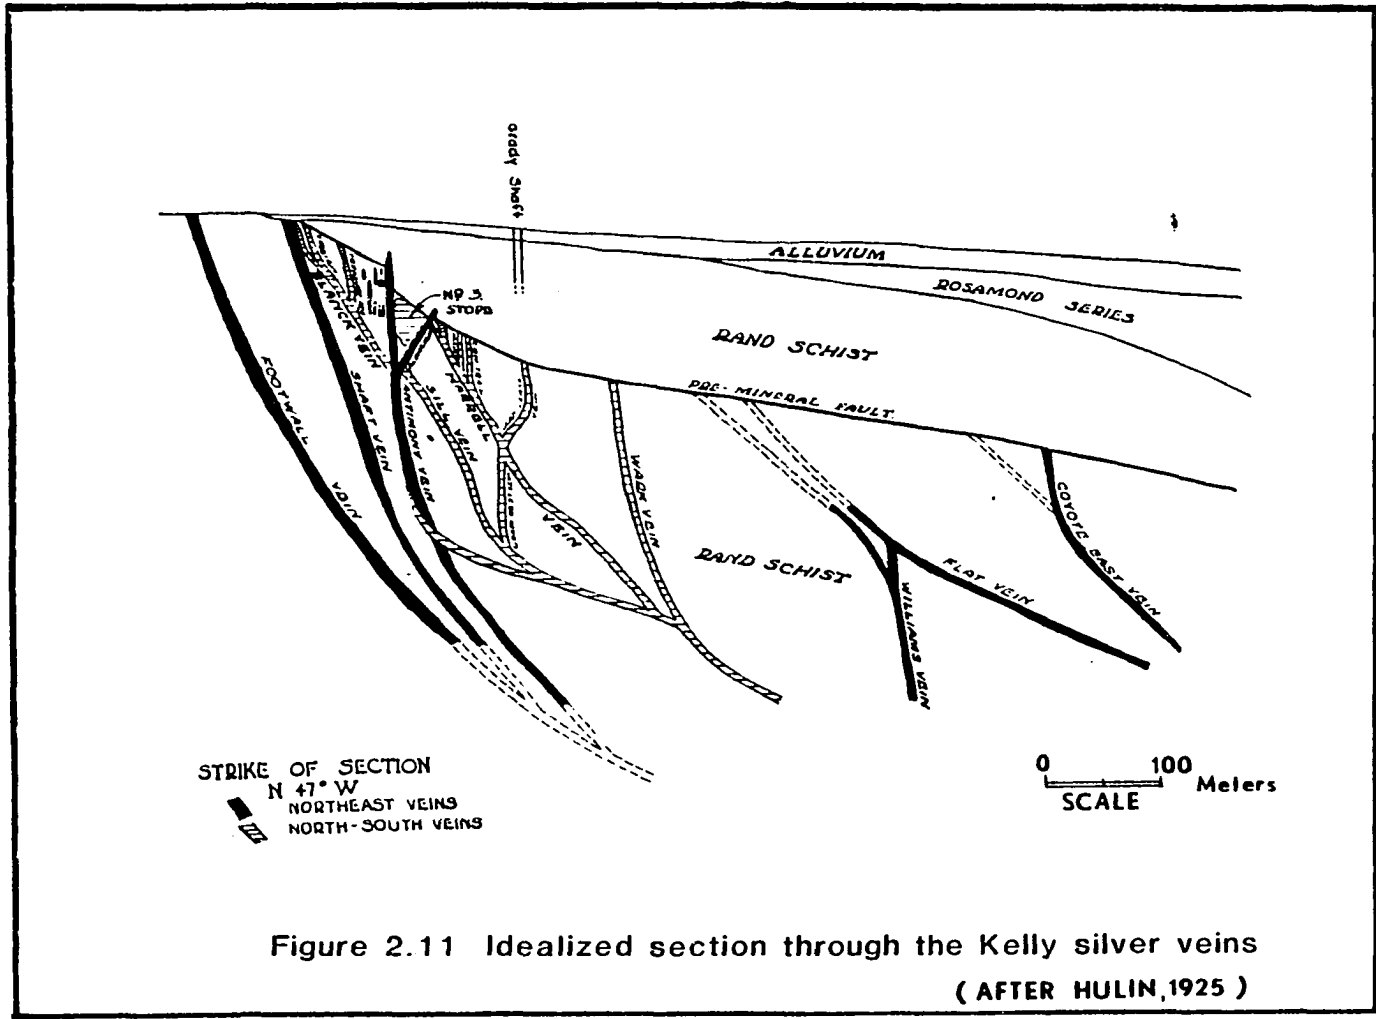 Grady Shaft
ALLUVIUM
ROSAMOND SERIES
NO 3.
STOPE
RAND SCHIST
PRE-MINERAL FAULT.
BLANCK VEIN
FOOTWALL VEIN
SHAFT VEIN
ANTIMONY VEIN
SILL VEIN
VEIN
WADE VEIN
RAND SCHIST
WILLIAMS VEIN
FLAT VEIN
COYOTE EAST VEIN
STRIKE OF SECTION
N 47° W
NORTHEAST VEINS
NORTH-SOUTH VEINS
0 100 Meters
SCALE
Figure 2.11 Idealized section through the Kelly silver veins
( AFTER HULIN, 1925 )